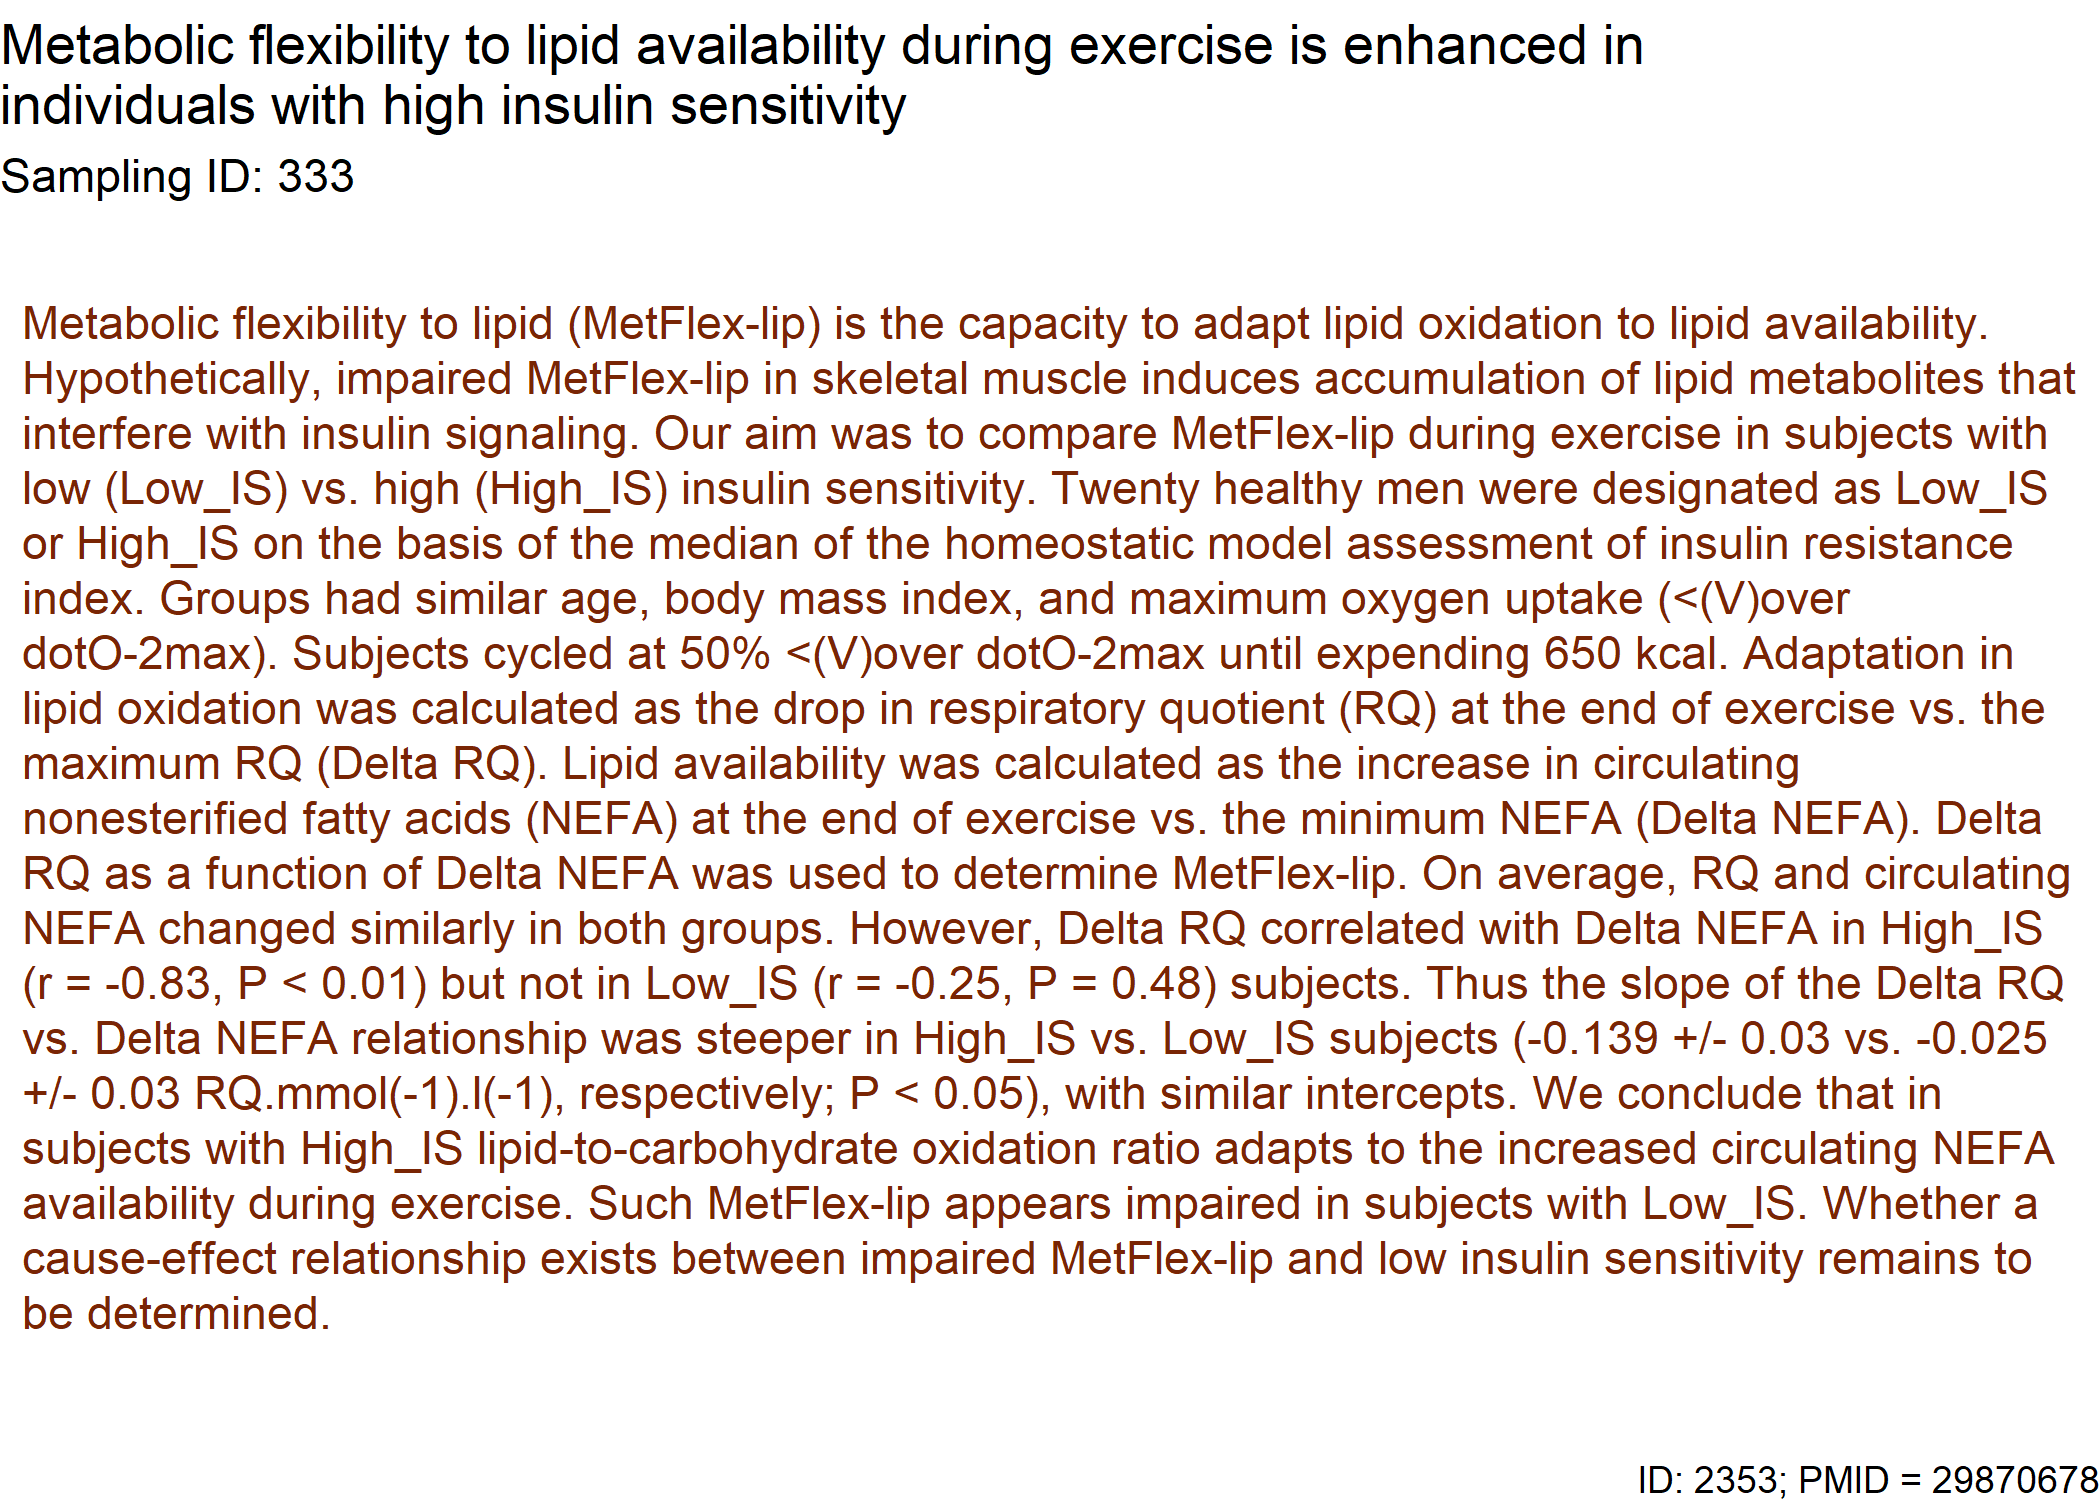 Metabolic flexibility to lipid availability during exercise is enhanced in
individuals with high insulin sensitivity
Sampling ID: 333
Metabolic flexibility to lipid (MetFlex-lip) is the capacity to adapt lipid oxidation to lipid availability.
Hypothetically, impaired MetFlex-lip in skeletal muscle induces accumulation of lipid metabolites that
interfere with insulin signaling. Our aim was to compare MetFlex-lip during exercise in subjects with
low (Low_IS) vs. high (High_IS) insulin sensitivity. Twenty healthy men were designated as Low_IS
or High_IS on the basis of the median of the homeostatic model assessment of insulin resistance
index. Groups had similar age, body mass index, and maximum oxygen uptake (<(V)over
dotO-2max). Subjects cycled at 50% <(V)over dotO-2max until expending 650 kcal. Adaptation in
lipid oxidation was calculated as the drop in respiratory quotient (RQ) at the end of exercise vs. the
maximum RQ (Delta RQ). Lipid availability was calculated as the increase in circulating
nonesterified fatty acids (NEFA) at the end of exercise vs. the minimum NEFA (Delta NEFA). Delta
RQ as a function of Delta NEFA was used to determine MetFlex-lip. On average, RQ and circulating
NEFA changed similarly in both groups. However, Delta RQ correlated with Delta NEFA in High_IS
(r = -0.83, P < 0.01) but not in Low_IS (r = -0.25, P = 0.48) subjects. Thus the slope of the Delta RQ
vs. Delta NEFA relationship was steeper in High_IS vs. Low_IS subjects (-0.139 +/- 0.03 vs. -0.025
+/- 0.03 RQ.mmol(-1).l(-1), respectively; P < 0.05), with similar intercepts. We conclude that in
subjects with High_IS lipid-to-carbohydrate oxidation ratio adapts to the increased circulating NEFA
availability during exercise. Such MetFlex-lip appears impaired in subjects with Low_IS. Whether a
cause-effect relationship exists between impaired MetFlex-lip and low insulin sensitivity remains to
be determined.
ID: 2353; PMID = 29870678